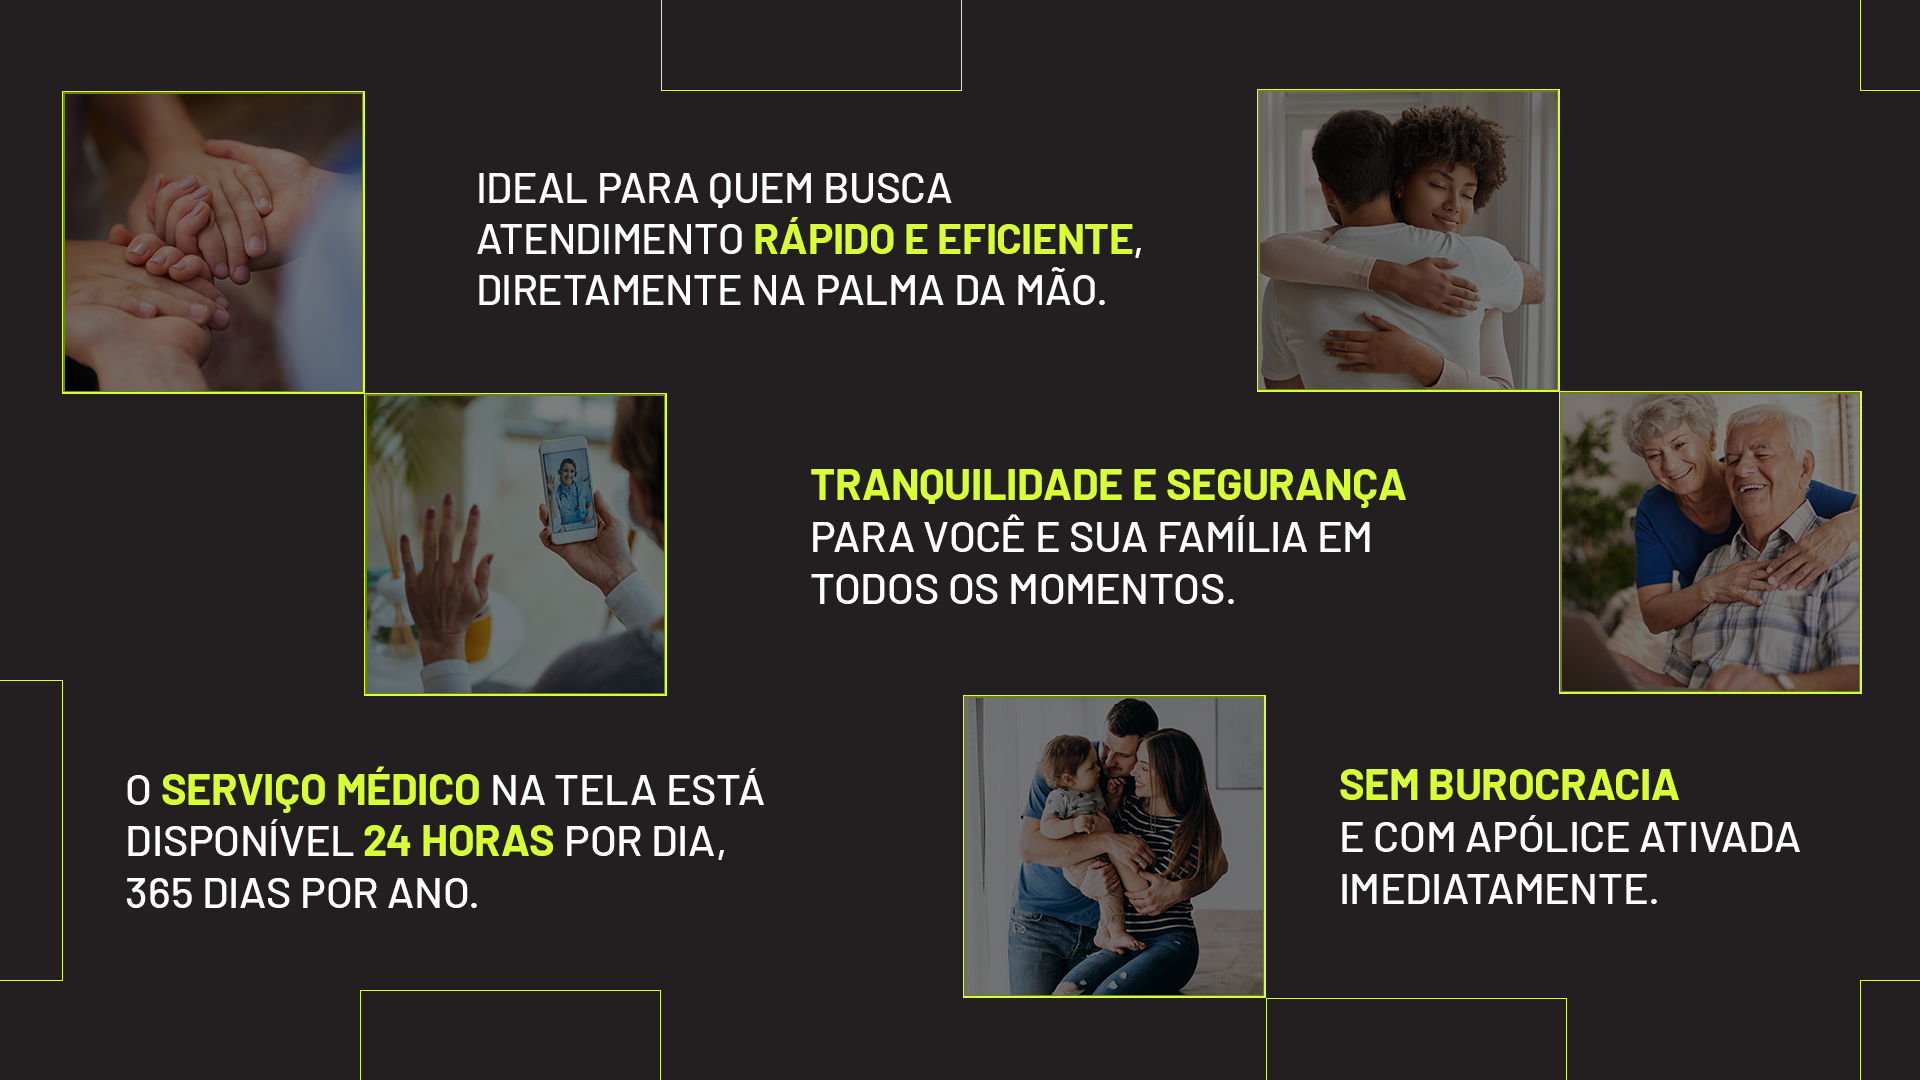 IDEAL PARA QUEM BUSCA
ATENDIMENTO RÁPIDO E EFICIENTE,
DIRETAMENTE NA PALMA DA MÃO.
TRANQUILIDADE E SEGURANÇA
PARA VOCÊ E SUA FAMÍLIA EM
TODOS OS MOMENTOS.
O SERVIÇO MÉDICO NA TELA ESTÁ
DISPONÍVEL 24 HORAS POR DIA,
365 DIAS POR ANO.
SEM BUROCRACIA
E COM APÓLICE ATIVADA
IMEDIATAMENTE.